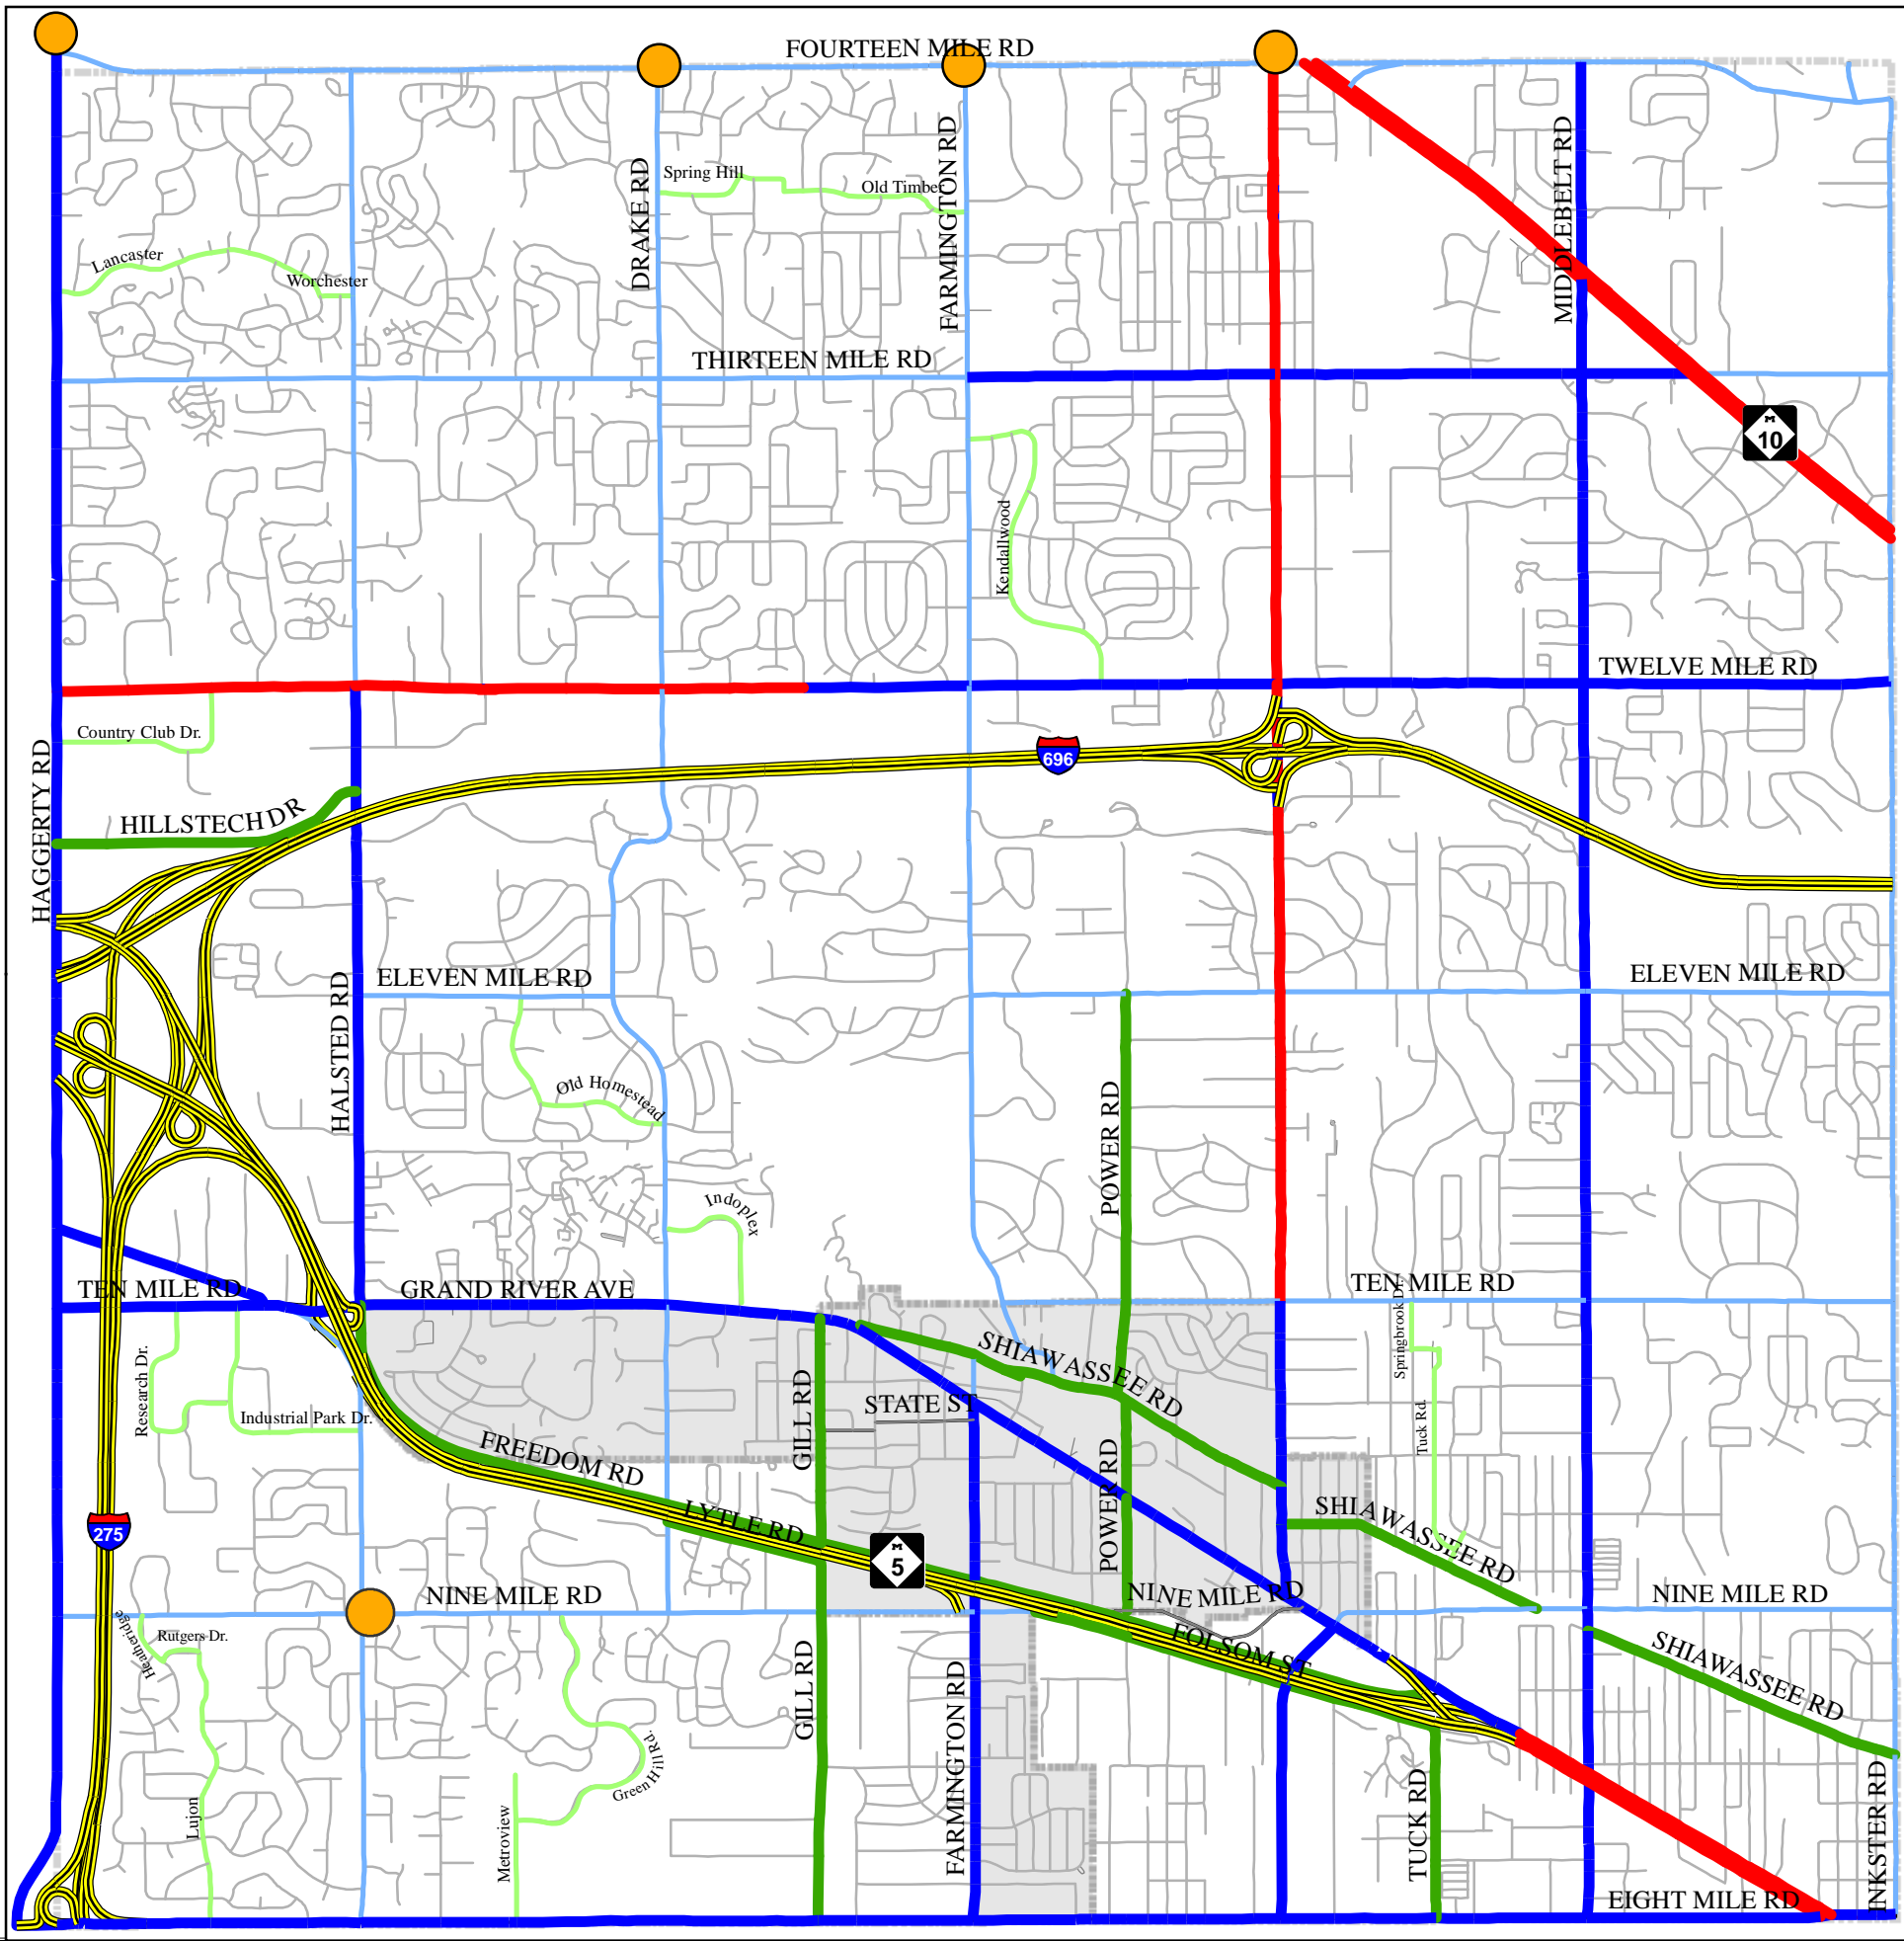 FOURTEEN MILE RD
DRAKE RD
FARMINGTON RD
MIDDLEBELT RD
Spring Hill
Old Timber
Lancaster
Worchester
THIRTEEN MILE RD
M
10
Kendallwood
TWELVE MILE RD
Country Club Dr.
696
HAGGERTY RD
HILLSTECH DR
HALSTED RD
ELEVEN MILE RD
ELEVEN MILE RD
Old Homestead
POWER RD
Indoplex
TEN MILE RD
GRAND RIVER AVE
TEN MILE RD
Springbrook Dr.
SHIAWASSEE RD
Research Dr.
STATE ST
GILL RD
Industrial Park Dr.
Tuck Rd.
FREEDOM RD
POWER RD
LYTLE RD
SHIAWASSEE RD
275
M
5
NINE MILE RD
NINE MILE RD
NINE MILE RD
Heatheridge
Rutgers Dr.
FOLSOM ST
SHIAWASSEE RD
GILL RD
FARMINGTON RD
Green Hill Rd.
Lujon
Metroview
TUCK RD
INKSTER RD
EIGHT MILE RD